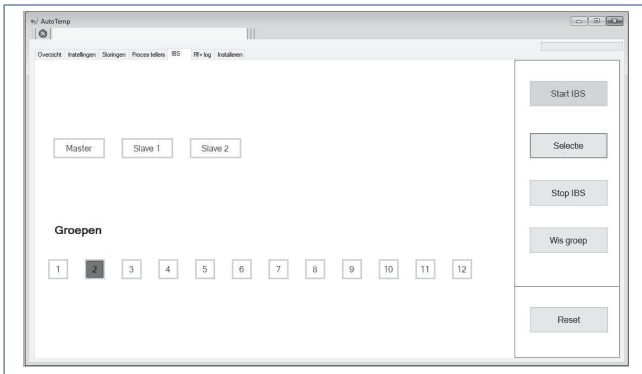 AutoTemp
Overzicht Instellingen Storingen Proces tellers IBS Rf+ log Installeren
Start IBS
Master Slave 1 Slave 2
Selectie
Stop IBS
Groepen
Wis groep
1 2 3 4 5 6 7 8 9 10 11 12
Reset